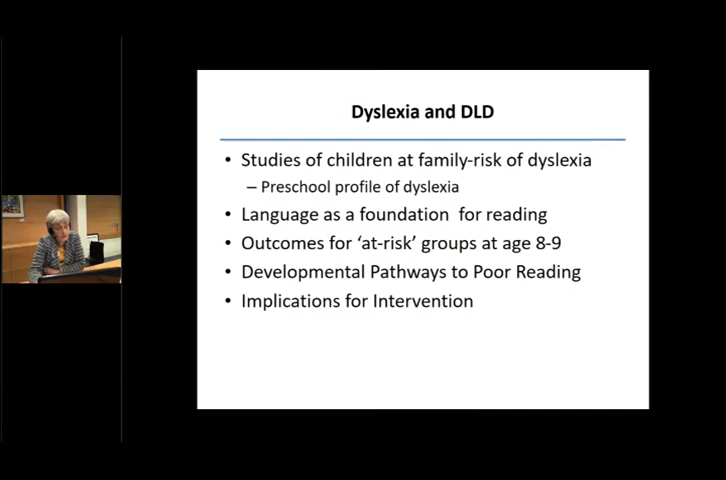 Dyslexia and DLD
• Studies of children at family-risk of dyslexia
– Preschool profile of dyslexia
• Language as a foundation for reading
• Outcomes for ‘at-risk’ groups at age 8-9
• Developmental Pathways to Poor Reading
• Implications for Intervention